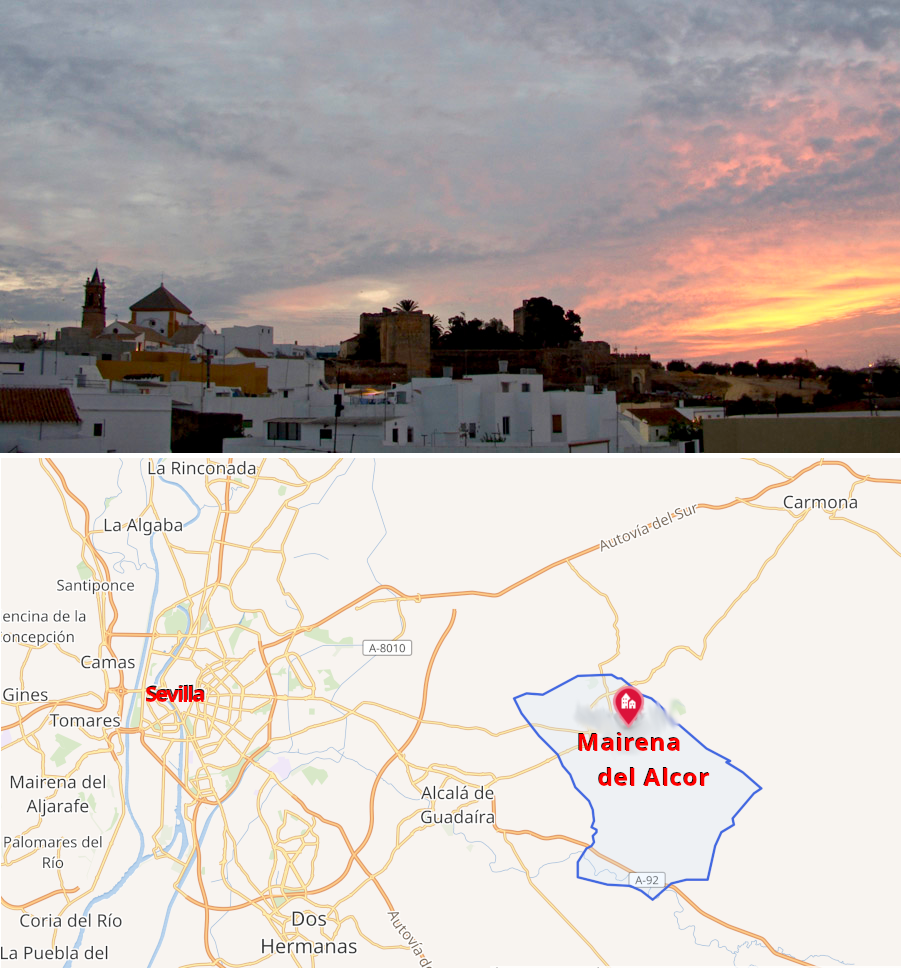 La Rinconada
Carmona
Autovía del Sur
La Algaba
Santiponce
encina de la
oncepción
A-8010
Camas
Sevilla
Gines
Tomares
Mairena
del Alcor
Mairena del
Aljarafe
Alcalá de
Guadaíra
Palomares del
Río
A-92
Coria del Río
Dos
Hermanas
Autovía de
La Puebla del